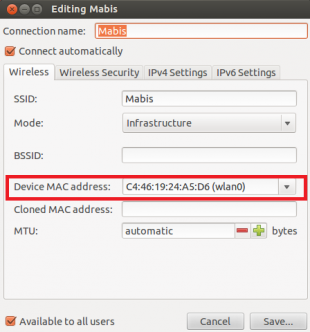 Editing Mabis
Connection name: Mabis
Connect automatically
Wireless Wireless Security IPv4 Settings IPv6 Settings
SSID: Mabis
Mode: Infrastructure
BSSID:
Device MAC address: C4:46:19:24:A5:D6 (wlan0)
Cloned MAC address:
MTU: automatic bytes
Available to all users Cancel Save...